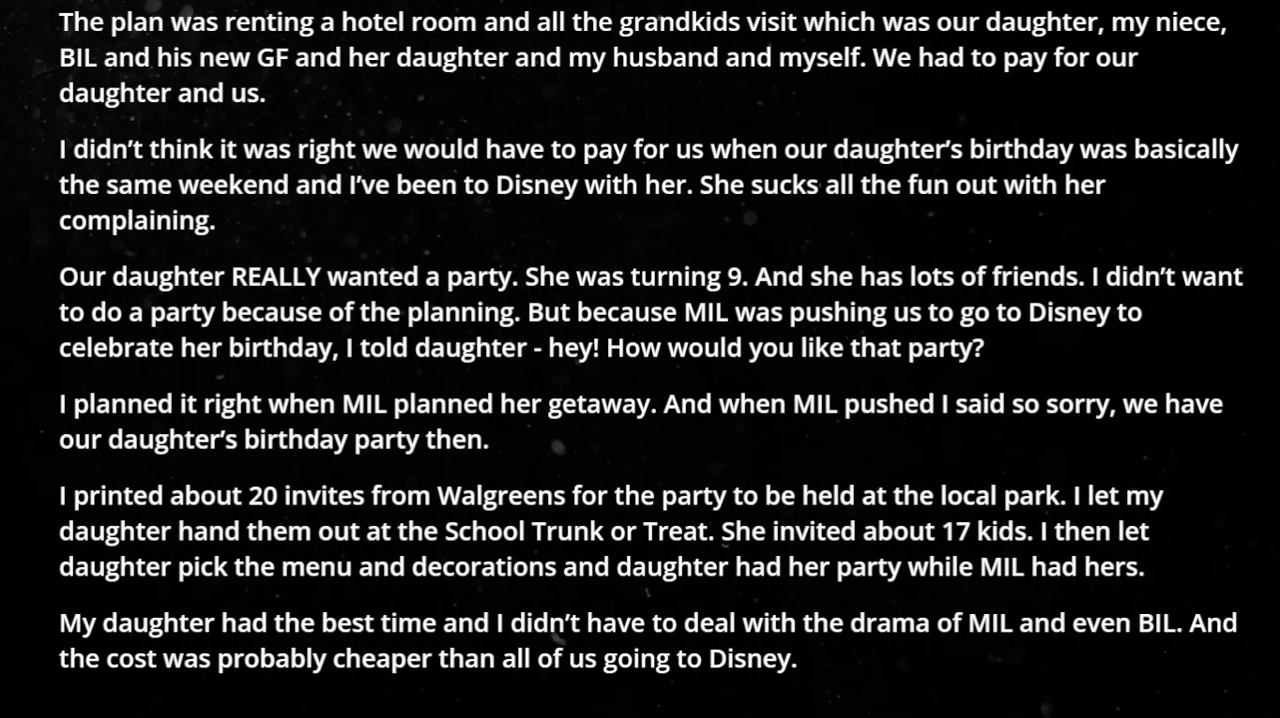 The plan was renting a hotel room and all the grandkids visit which was our daughter, my niece,
BIL and his new GF and her daughter and my husband and myself. We had to pay for our
daughter and us.
I didn’t think it was right we would have to pay for us when our daughter’s birthday was basically
the same weekend and I’ve been to Disney with her. She sucks all the fun out with her
complaining.
Our daughter REALLY wanted a party. She was turning 9. And she has lots of friends. I didn’t want
to do a party because of the planning. But because MIL was pushing us to go to Disney to
celebrate her birthday, I told daughter - hey! How would you like that party?
I planned it right when MIL planned her getaway. And when MIL pushed I said so sorry, we have
our daughter’s birthday party then.
I printed about 20 invites from Walgreens for the party to be held at the local park. I let my
daughter hand them out at the School Trunk or Treat. She invited about 17 kids. I then let
daughter pick the menu and decorations and daughter had her party while MIL had hers.
My daughter had the best time and I didn’t have to deal with the drama of MIL and even BIL. And
the cost was probably cheaper than all of us going to Disney.